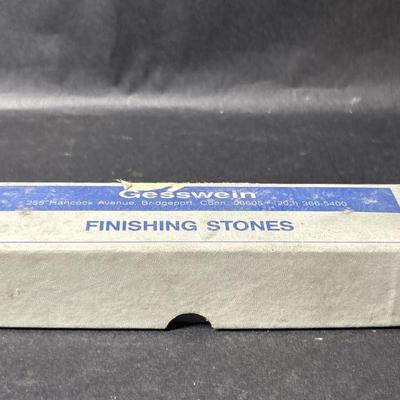 Gesswein
255 Hancock Avenue, Bridgeport, Conn. 06605 • (203) 366-5400
FINISHING STONES